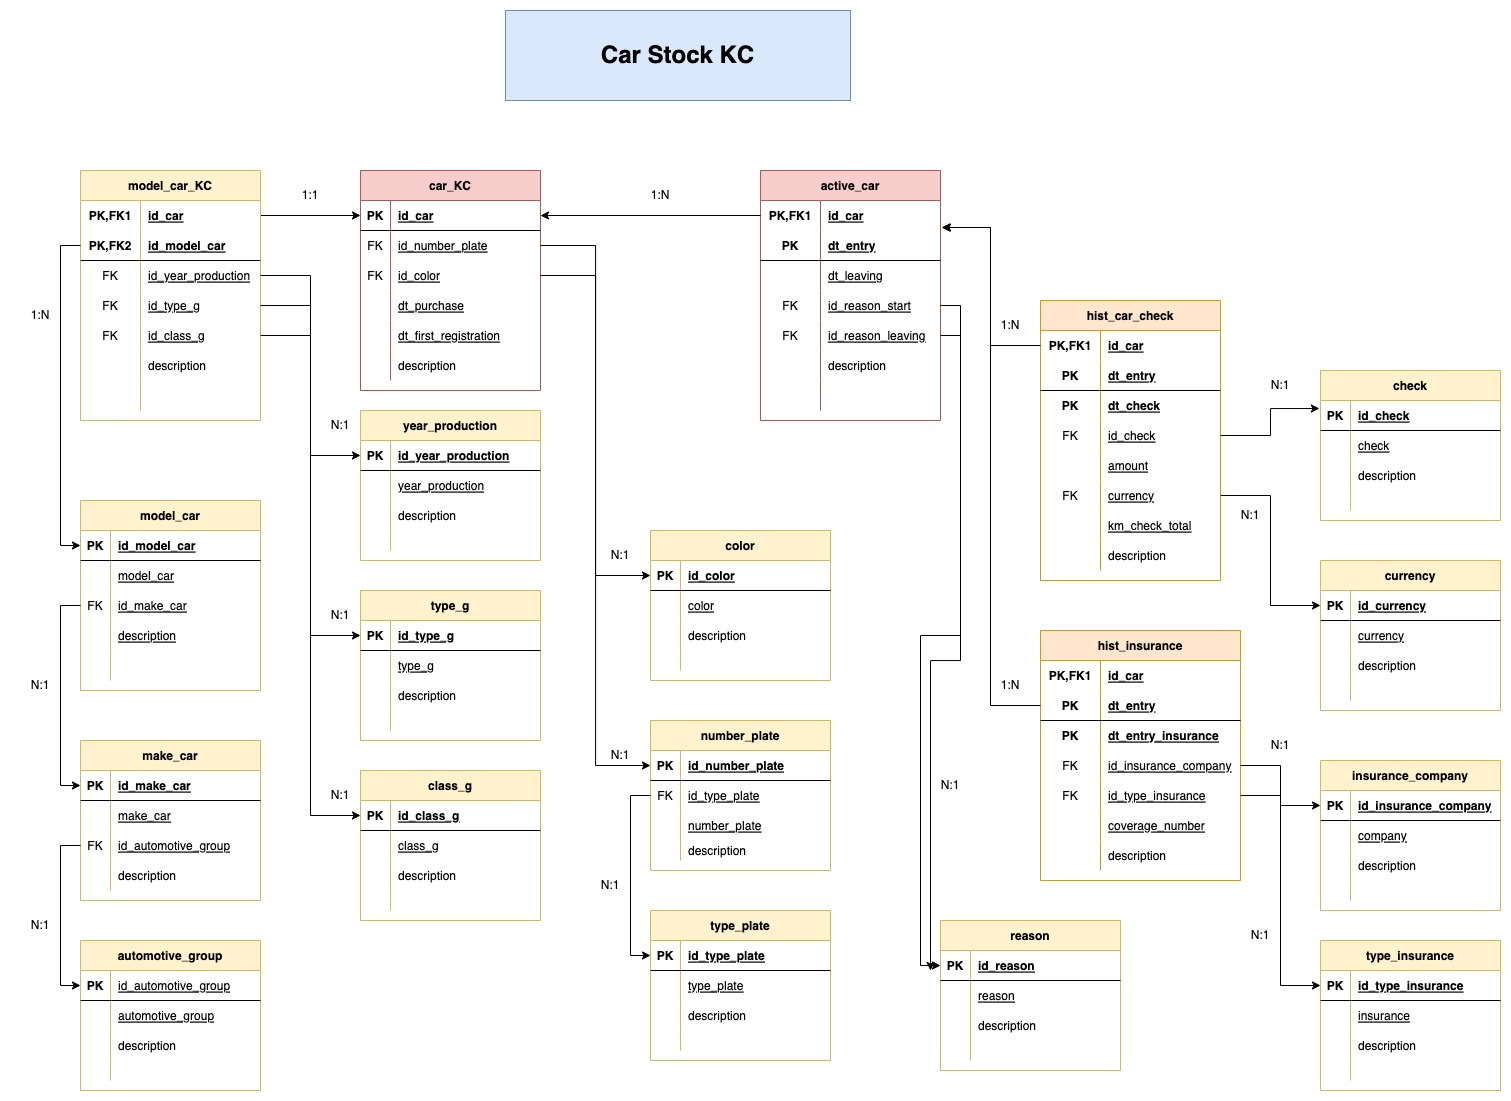 Car Stock KC
model_car_KC
PK,FK1 id_car
PK,FK2 id_model_car
FK id_year_production
FK id_type_g
FK id_class_g
description
1:1
car_KC
PK id_car
FK id_number_plate
FK id_color
dt_purchase
dt_first_registration
description
1:N
active_car
PK,FK1 id_car
PK dt_entry
dt_leaving
FK id_reason_start
FK id_reason_leaving
description
1:N
1:N
hist_car_check
PK,FK1 id_car
PK dt_entry
PK dt_check
FK id_check
amount
FK currency
km_check_total
description
N:1
check
PK id_check
check
description
N:1
currency
PK id_currency
currency
description
N:1
year_production
PK id_year_production
year_production
description
model_car
PK id_model_car
model_car
FK id_make_car
description
N:1
type_g
PK id_type_g
type_g
description
N:1
color
PK id_color
color
description
1:N
hist_insurance
PK,FK1 id_car
PK dt_entry
PK dt_entry_insurance
FK id_insurance_company
FK id_type_insurance
coverage_number
description
N:1
make_car
PK id_make_car
make_car
FK id_automotive_group
description
N:1
class_g
PK id_class_g
class_g
description
N:1
number_plate
PK id_number_plate
FK id_type_plate
number_plate
description
N:1
N:1
insurance_company
PK id_insurance_company
company
description
N:1
automotive_group
PK id_automotive_group
automotive_group
description
N:1
type_plate
PK id_type_plate
type_plate
description
reason
PK id_reason
reason
description
N:1
type_insurance
PK id_type_insurance
insurance
description